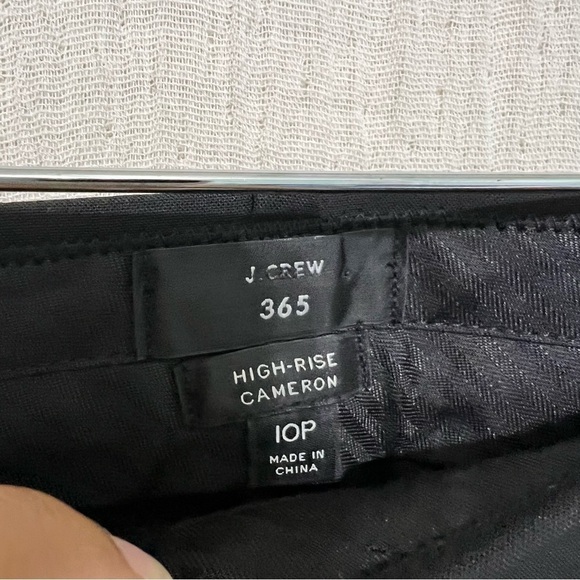 J.CREW
365
HIGH-RISE
CAMERON
10P
MADE IN
CHINA